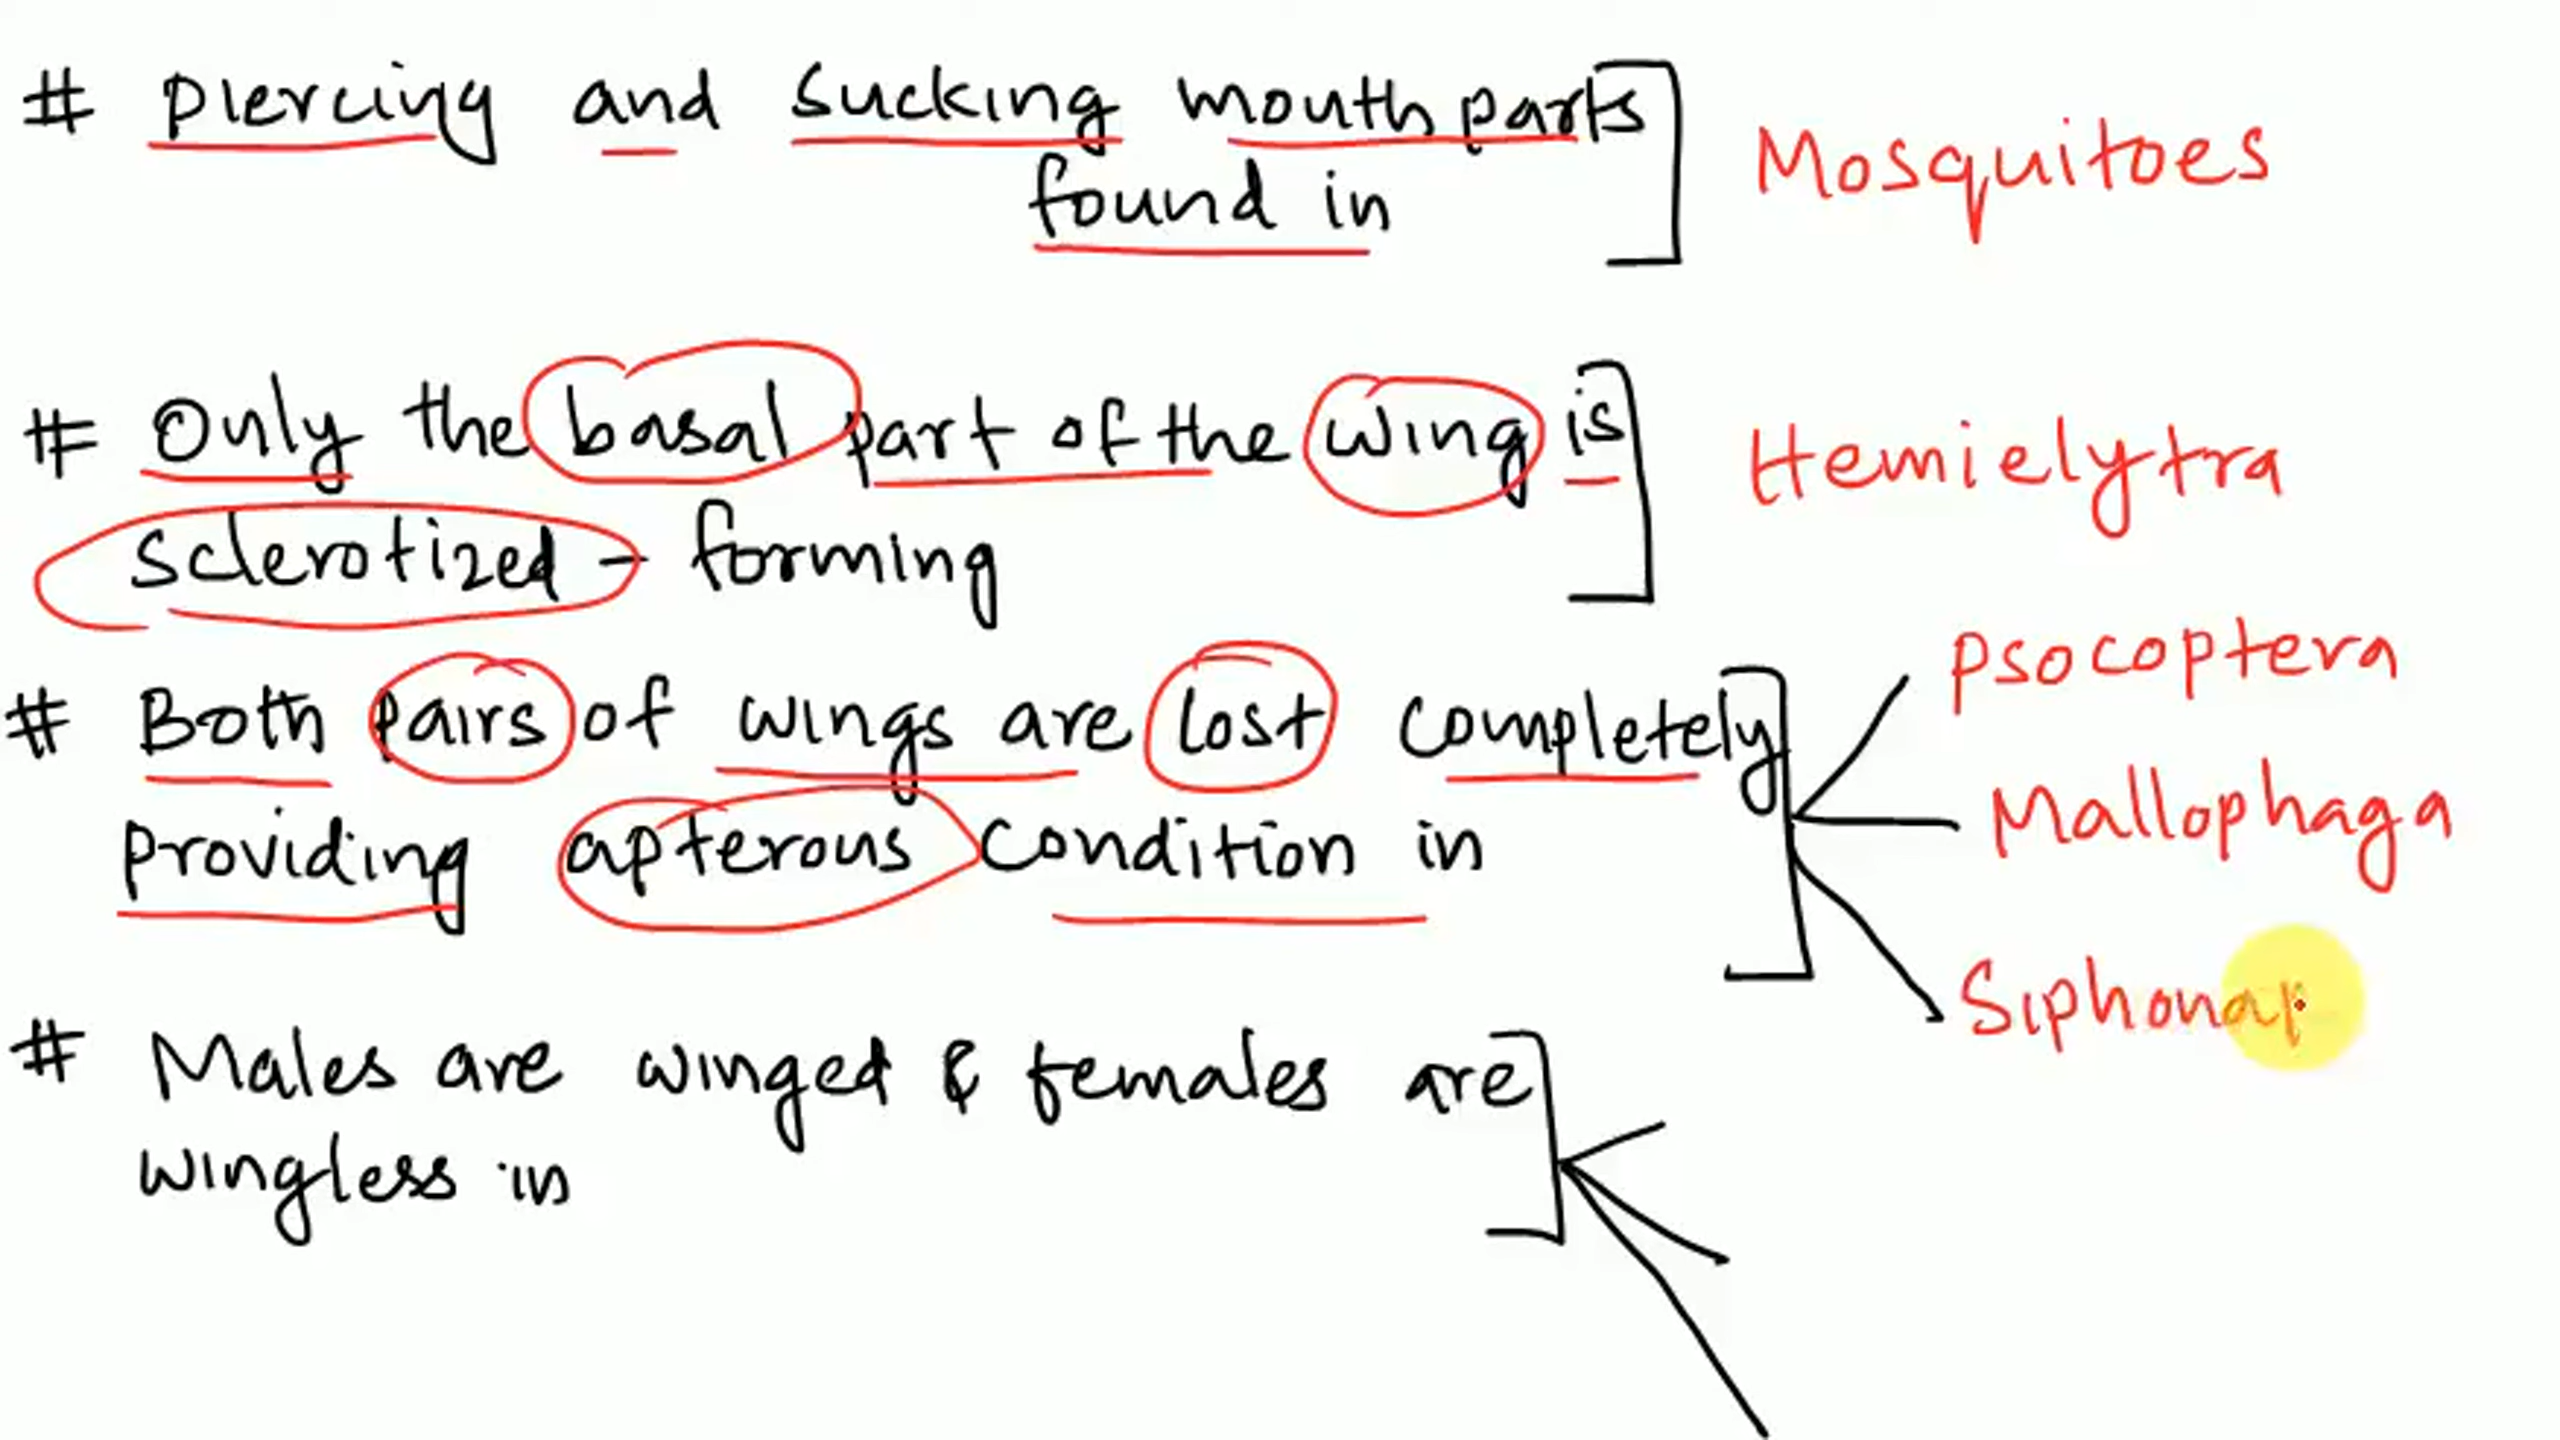 # Piercing and sucking mouth parts
found in
Mosquitoes
# Only the basal part of the wing is
sclerotized - forming
Hemielytra
# Both pairs of wings are lost completely
providing apterous condition in
Psocoptera
Mallophaga
Siphonap
# Males are winged & females are
wingless in